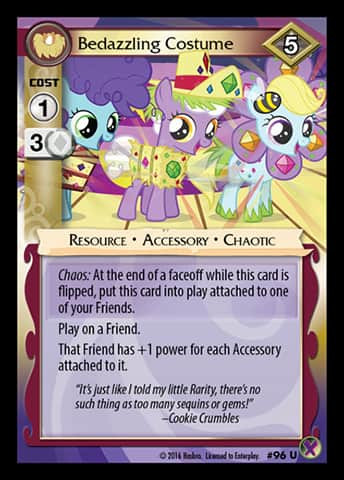 Bedazzling Costume
5
COST
1
3
RESOURCE • ACCESSORY • CHAOTIC
Chaos: At the end of a faceoff while this card is
flipped, put this card into play attached to one
of your Friends.
Play on a Friend.
That Friend has +1 power for each Accessory
attached to it.
“It’s just like I told my little Rarity, there’s no
such thing as too many sequins or gems!”
–Cookie Crumbles
© 2016 Hasbro. Licensed to Enterplay.
#96 U